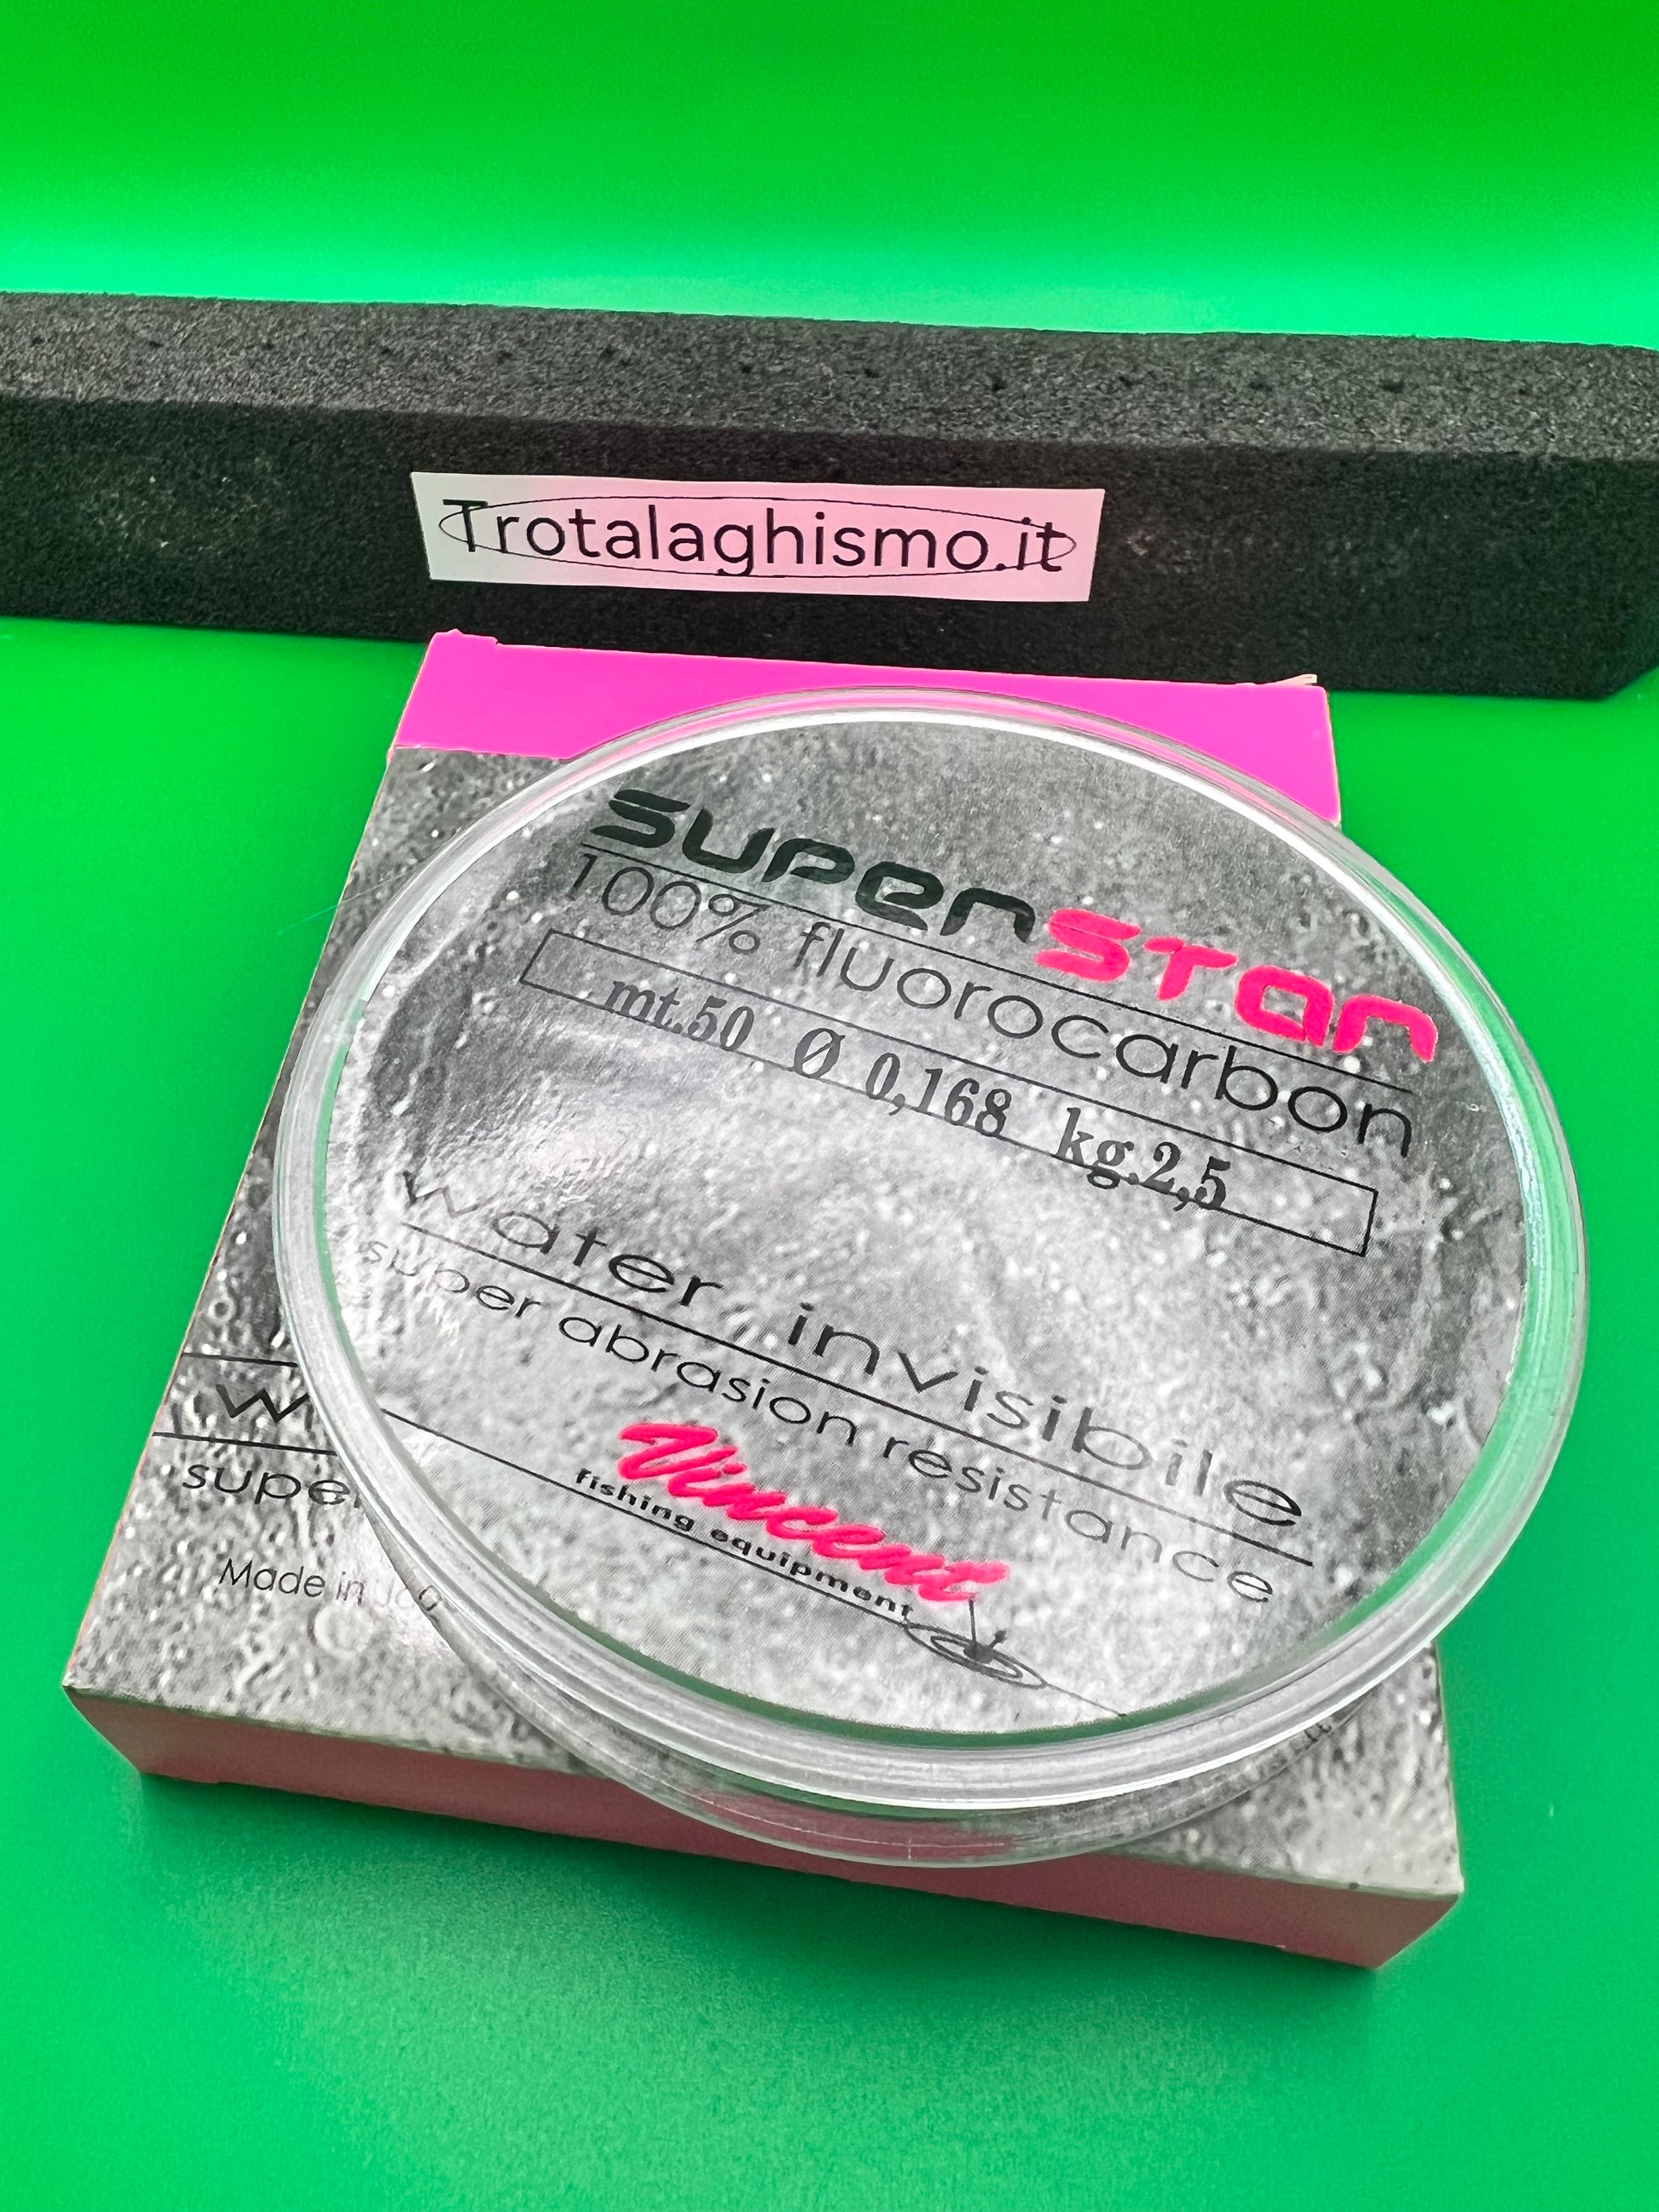 Trotalaghismo.it
superstar
100% fluorocarbon
mt.50 Ø 0,168 kg.2,5
water invisibile
super abrasion resistance
Vincent
fishing equipment
super
Made in